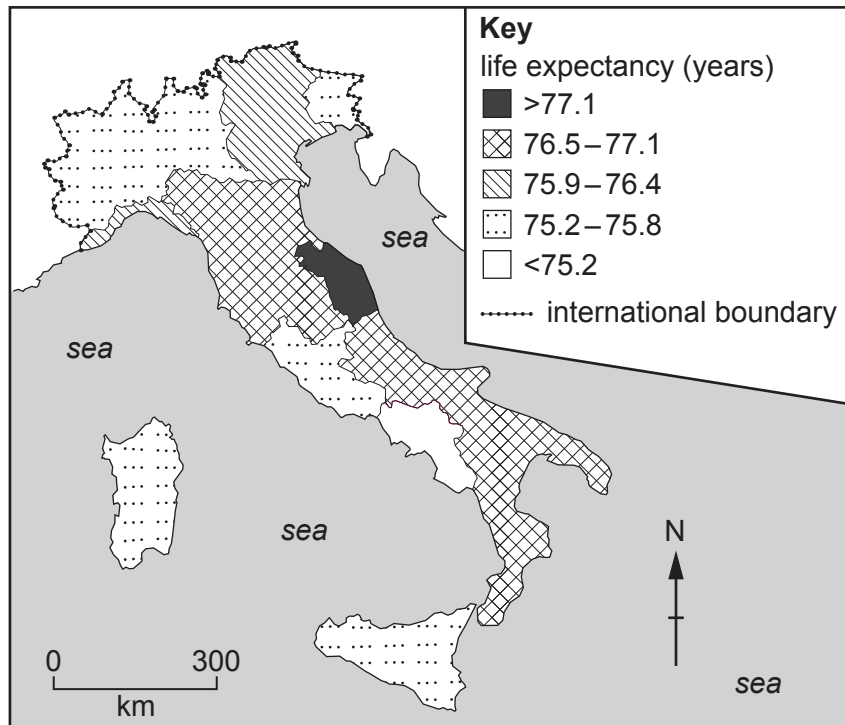 Key
life expectancy (years)
>77.1
76.5–77.1
75.9–76.4
75.2–75.8
<75.2
international boundary
sea
sea
sea
N
0 300
km
sea